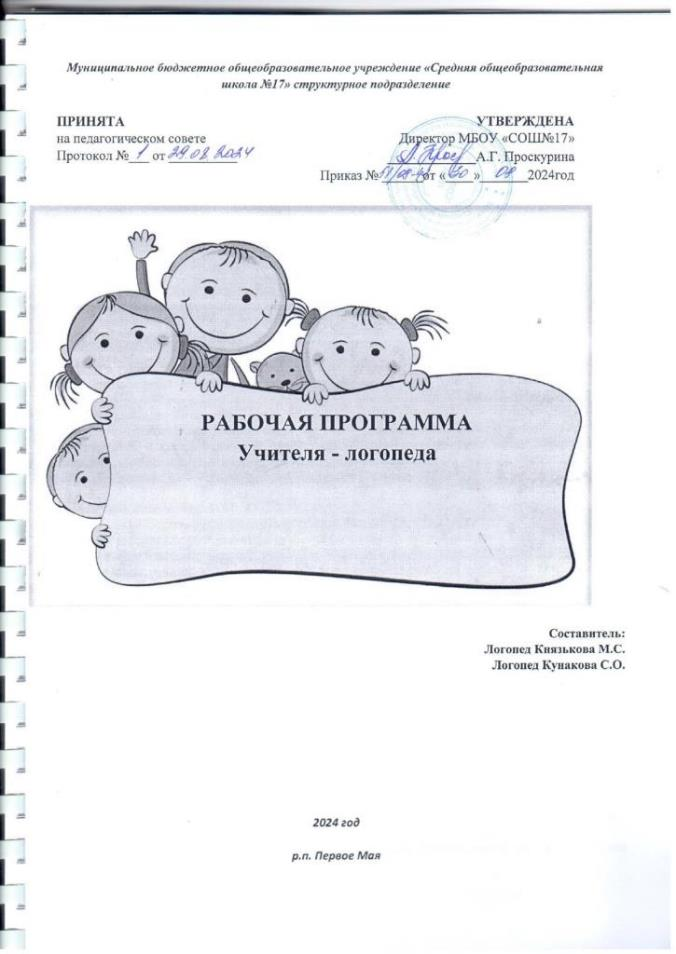 Муниципальное бюджетное общеобразовательное учреждение «Средняя общеобразовательная
школа №17» структурное подразделение
ПРИНЯТА
на педагогическом совете
Протокол № 1 от 29.08.2024
УТВЕРЖДЕНА
Директор МБОУ «СОШ№17»
А.Г. Проскурина
Приказ № от « 30 » 08 2024год
РАБОЧАЯ ПРОГРАММА
Учителя - логопеда
Составитель:
Логопед Князькова М.С.
Логопед Кунакова С.О.
2024 год
р.п. Первое Мая